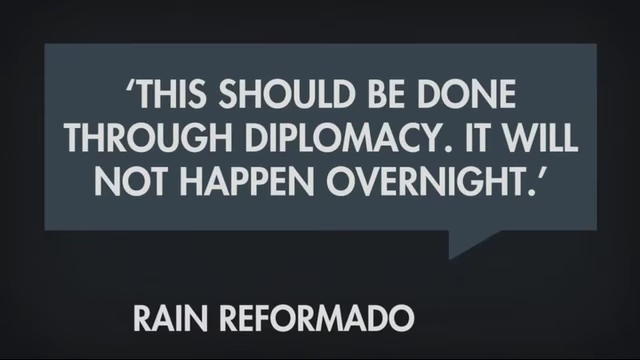 ‘THIS SHOULD BE DONE
THROUGH DIPLOMACY. IT WILL
NOT HAPPEN OVERNIGHT.’
RAIN REFORMADO